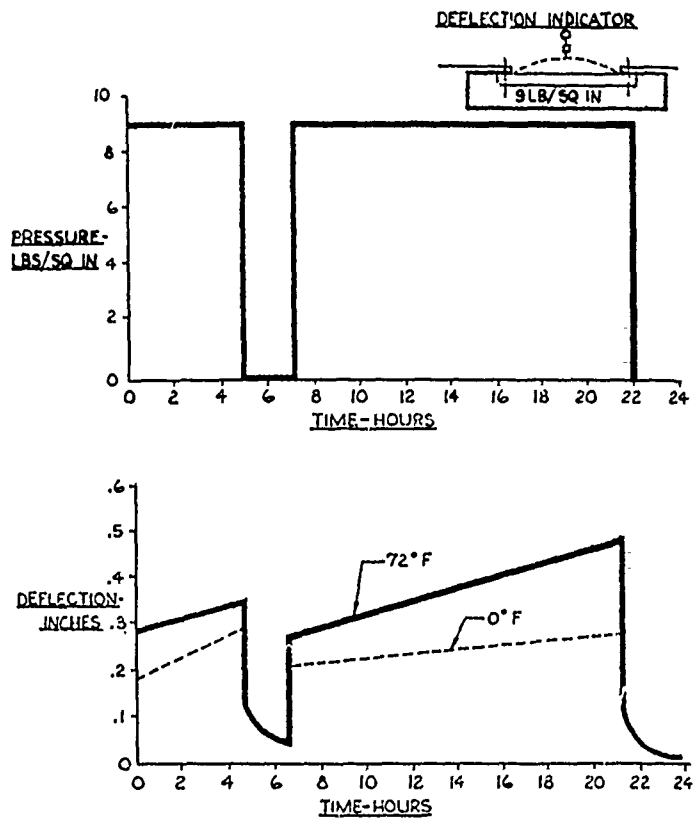 DEFLECTION INDICATOR
9 LB/SQ IN
10
8
6
PRESSURE-
LBS/SQ IN
4
2
0
0 2 4 6 8 10 12 14 16 18 20 22 24
TIME-HOURS
.6
.5
.4
72°F
DEFLECTION-
INCHES
.3
0°F
.2
.1
0
0 2 4 6 8 10 12 14 16 18 20 22 24
TIME-HOURS